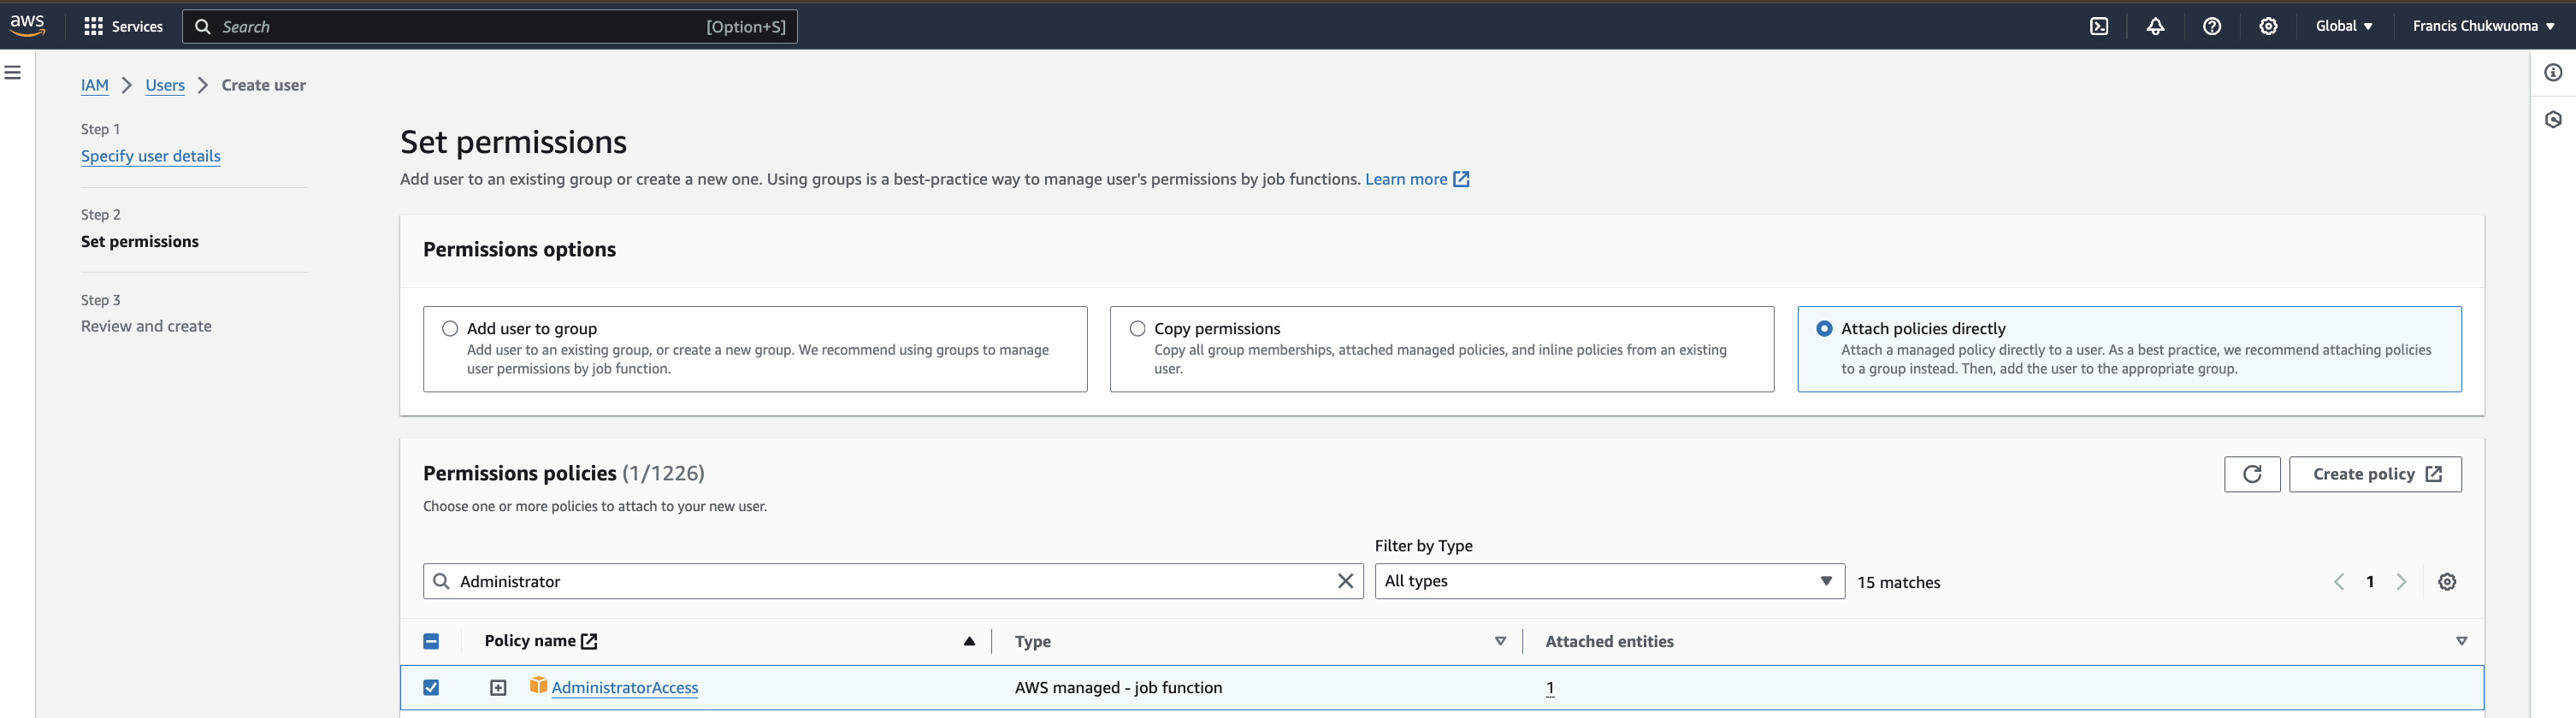 aws
Services
Search
[Option+S]
Global
Francis Chukwuoma
IAM
Users
Create user
Step 1
Specify user details
Step 2
Set permissions
Step 3
Review and create
Set permissions
Add user to an existing group or create a new one. Using groups is a best-practice way to manage user's permissions by job functions. Learn more
Permissions options
Add user to group
Add user to an existing group, or create a new group. We recommend using groups to manage
user permissions by job function.
Copy permissions
Copy all group memberships, attached managed policies, and inline policies from an existing
user.
Attach policies directly
Attach a managed policy directly to a user. As a best practice, we recommend attaching policies
to a group instead. Then, add the user to the appropriate group.
Permissions policies (1/1226)
Choose one or more policies to attach to your new user.
Create policy
Filter by Type
Administrator
All types
15 matches
1
Policy name
Type
Attached entities
AdministratorAccess
AWS managed - job function
1